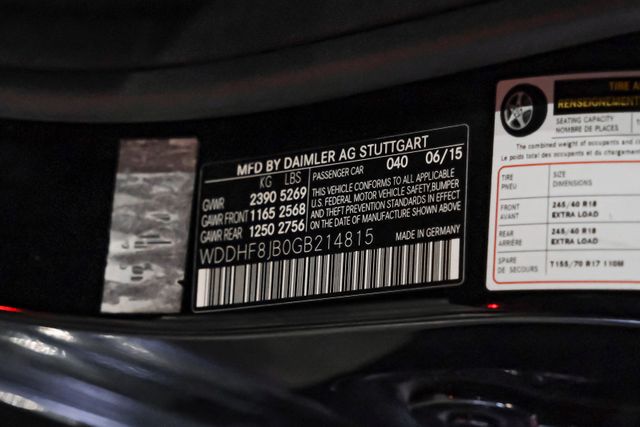 MFD BY DAIMLER AG STUTTGART
KG LBS
PASSENGER CAR 040 06/15
GVWR 2390 5269
GAWR FRONT 1165 2568
GAWR REAR 1250 2756
THIS VEHICLE CONFORMS TO ALL APPLICABLE
U.S. FEDERAL MOTOR VEHICLE SAFETY,BUMPER
AND THEFT PREVENTION STANDARDS IN EFFECT
ON THE DATE OF MANUFACTURE SHOWN ABOVE.
WDDHF8JB0GB214815 MADE IN GERMANY
TIRE
RENSEIGNEMENT
SEATING CAPACITY
NOMBRE DE PLACES
The combined weight of occupants
Le poids total des occupants et du chargement
TIRE
PNEU
SIZE
DIMENSIONS
FRONT
AVANT
245/40 R18
EXTRA LOAD
REAR
ARRIÈRE
245/40 R18
EXTRA LOAD
SPARE
DE SECOURS
T155/70 R17 110M